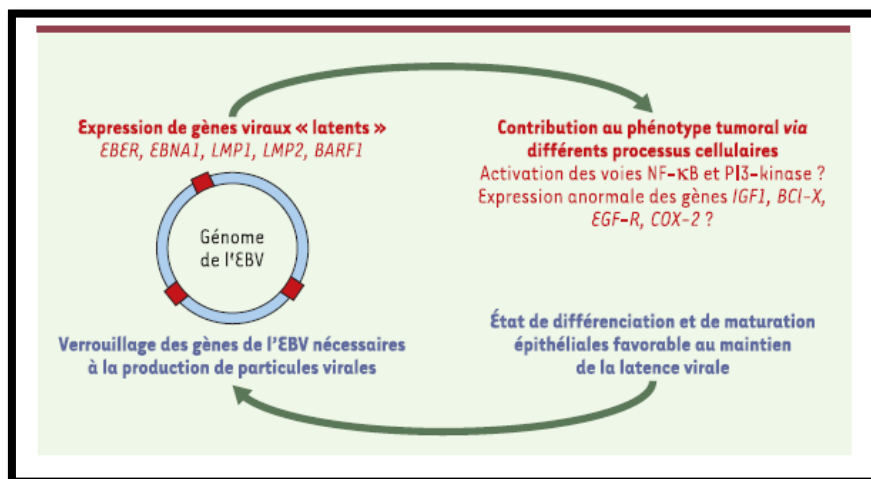 Expression de gènes viraux « latents »
EBER, EBNA1, LMP1, LMP2, BARF1
Génome
de l'EBV
Verrouillage des gènes de l'EBV nécessaires
à la production de particules virales
Contribution au phénotype tumoral via
différents processus cellulaires
Activation des voies NF-κB et PI3-kinase ?
Expression anormale des gènes IGF1, BCl-X,
EGF-R, COX-2 ?
État de différenciation et de maturation
épithéliales favorable au maintien
de la latence virale